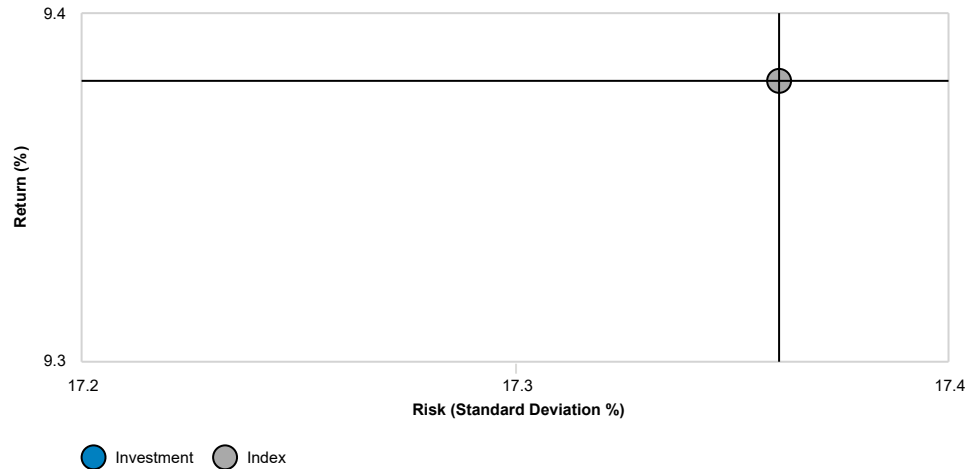 9.4
Return (%)
9.3
17.2
17.3
17.4
Risk (Standard Deviation %)
Investment
Index